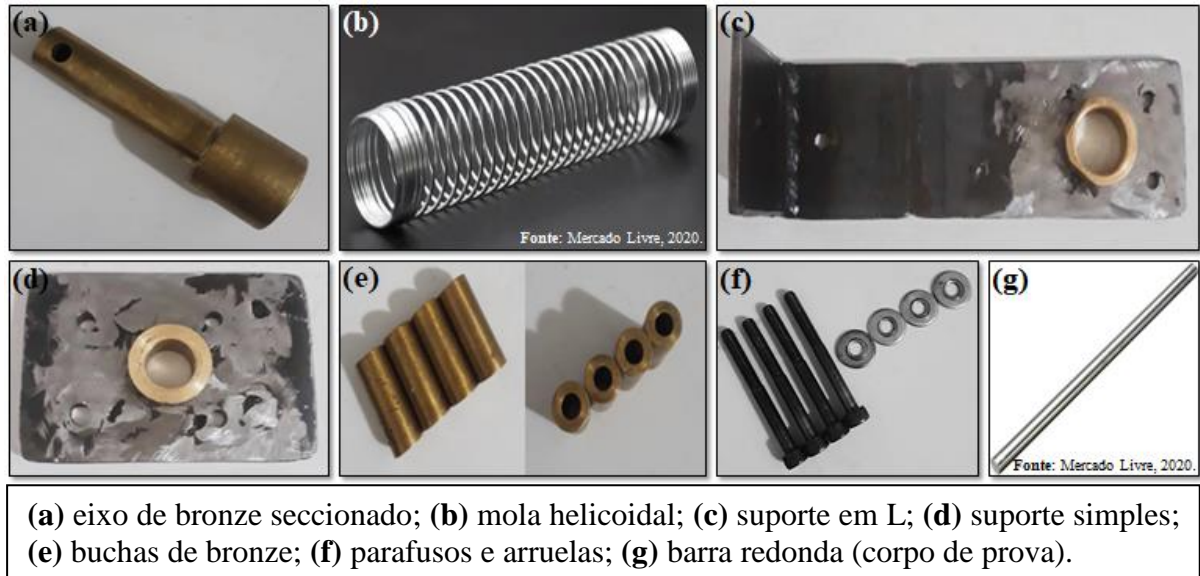 (a)
(b)
Fonte: Mercado Livre, 2020.
(c)
(d)
(e)
(f)
(g)
Fonte: Mercado Livre, 2020.
(a) eixo de bronze seccionado; (b) mola helicoidal; (c) suporte em L; (d) suporte simples;
(e) buchas de bronze; (f) parafusos e arruelas; (g) barra redonda (corpo de prova).